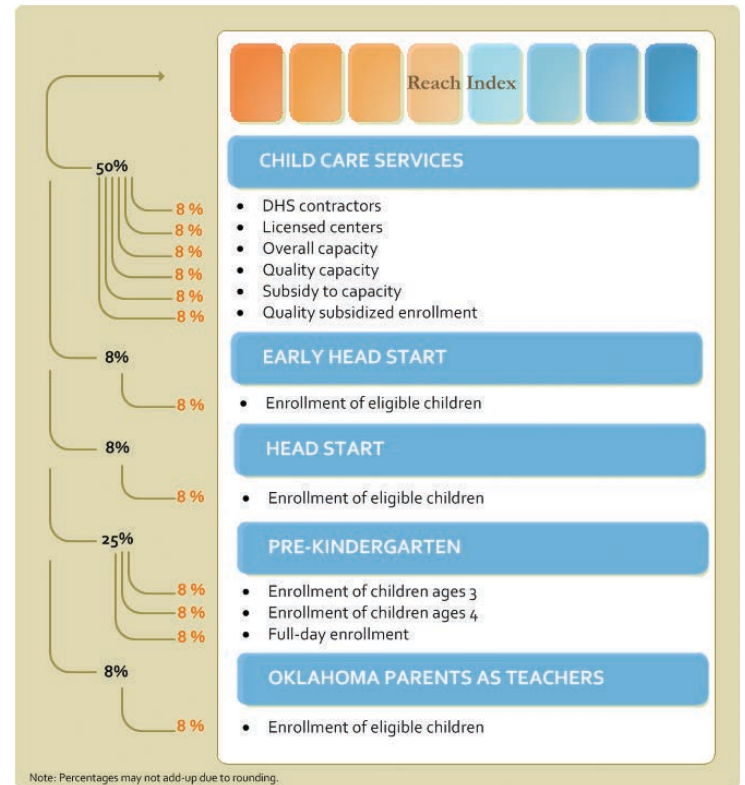 Reach Index
50% CHILD CARE SERVICES
8 % • DHS contractors
8 % • Licensed centers
8 % • Overall capacity
8 % • Quality capacity
8 % • Subsidy to capacity
8 % • Quality subsidized enrollment
8% EARLY HEAD START
8 % • Enrollment of eligible children
8% HEAD START
8 % • Enrollment of eligible children
25% PRE-KINDERGARTEN
8 % • Enrollment of children ages 3
8 % • Enrollment of children ages 4
8 % • Full-day enrollment
8% OKLAHOMA PARENTS AS TEACHERS
8 % • Enrollment of eligible children
Note: Percentages may not add-up due to rounding.